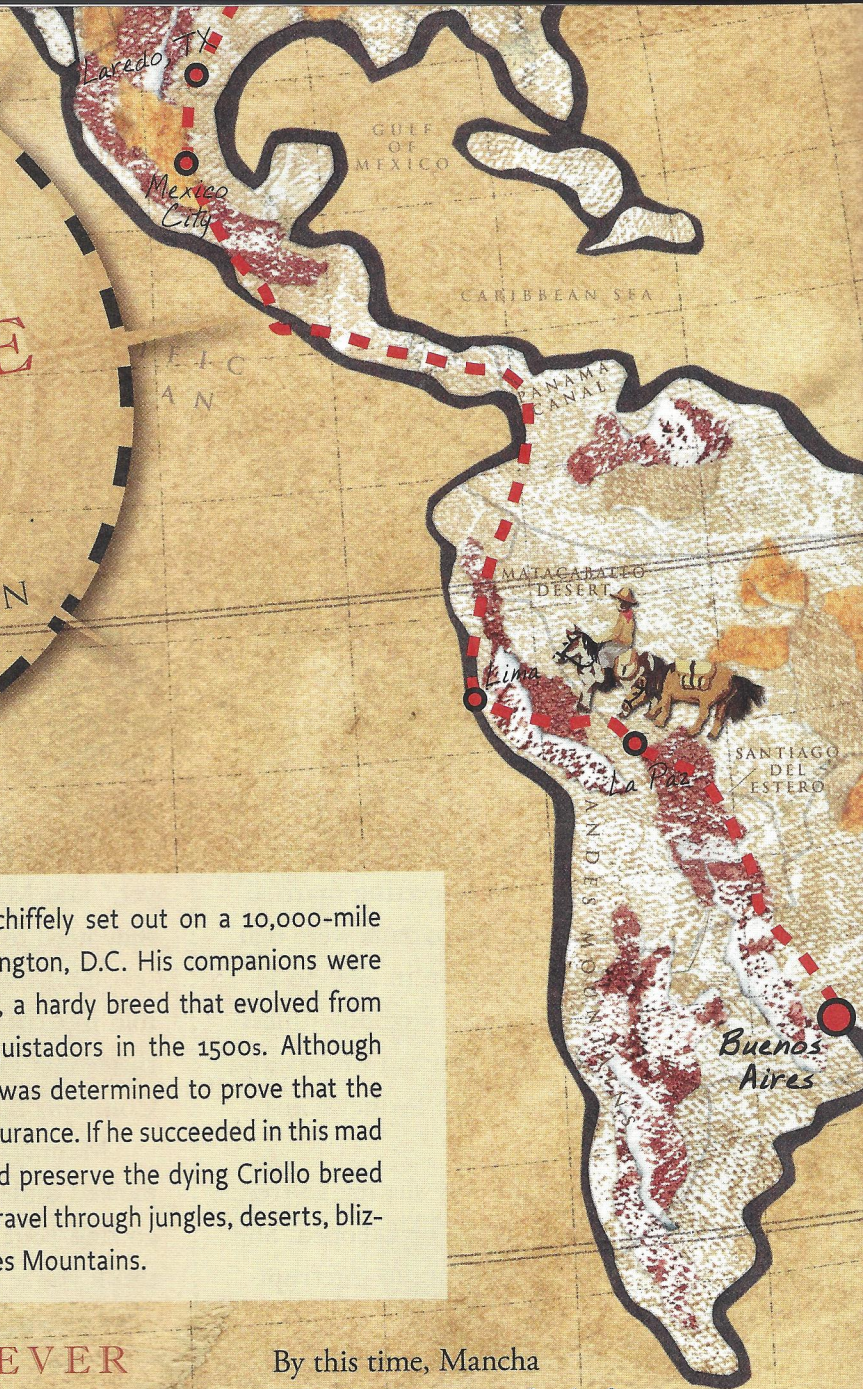 Laredo, TX
GULF
OF
MEXICO
Mexico
City
CARIBBEAN SEA
E
F I C
A N
PANAMA
CANAL
MATACABALLO
DESERT
N
Lima
SANTIAGO
DEL
ESTERO
La Paz
ANDES MOUNTAINS
Buenos
Aires
chiffely set out on a 10,000-mile
ngton, D.C. His companions were
, a hardy breed that evolved from
uistadors in the 1500s. Although
was determined to prove that the
urance. If he succeeded in this mad
d preserve the dying Criollo breed
ravel through jungles, deserts, bliz-
es Mountains.
EVER
By this time, Mancha